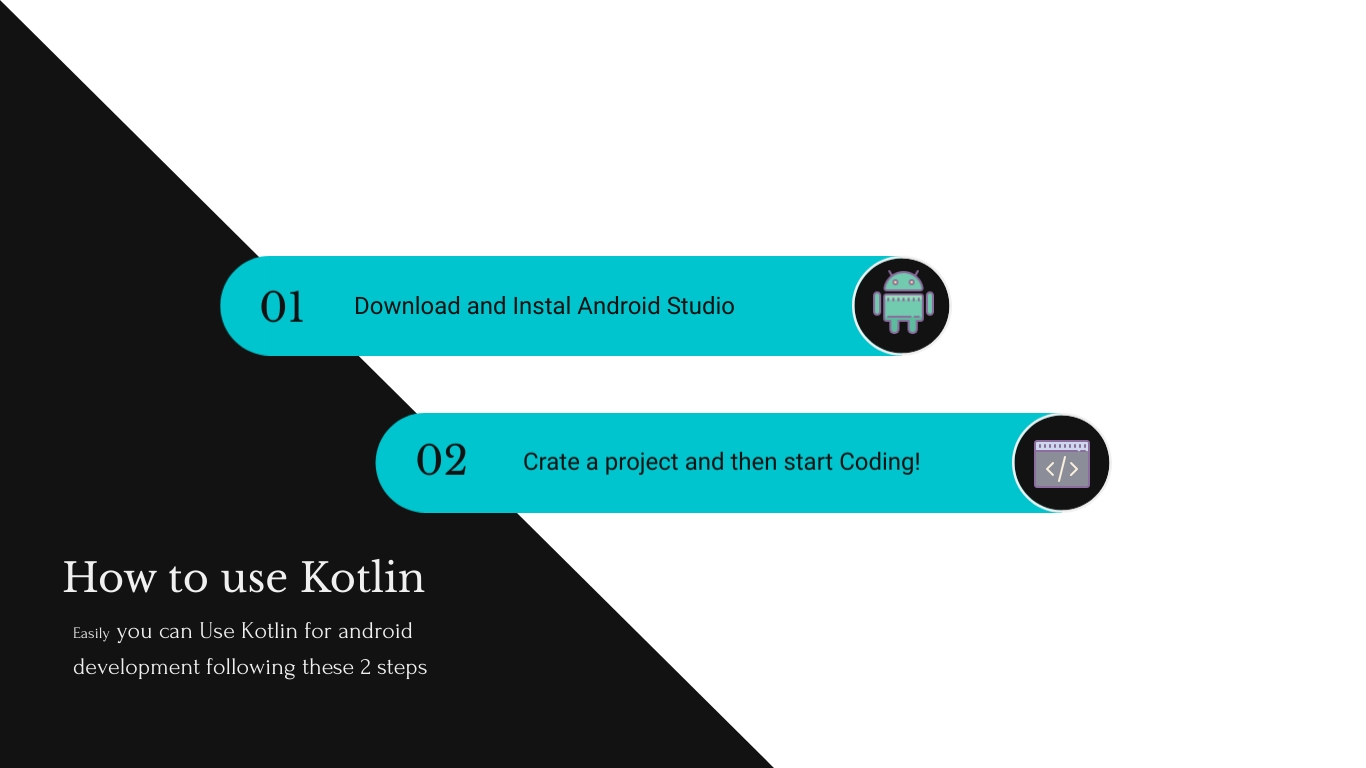 01
Download and Instal Android Studio
02
Crate a project and then start Coding!
How to use Kotlin
Easily you can Use Kotlin for android
development following these 2 steps